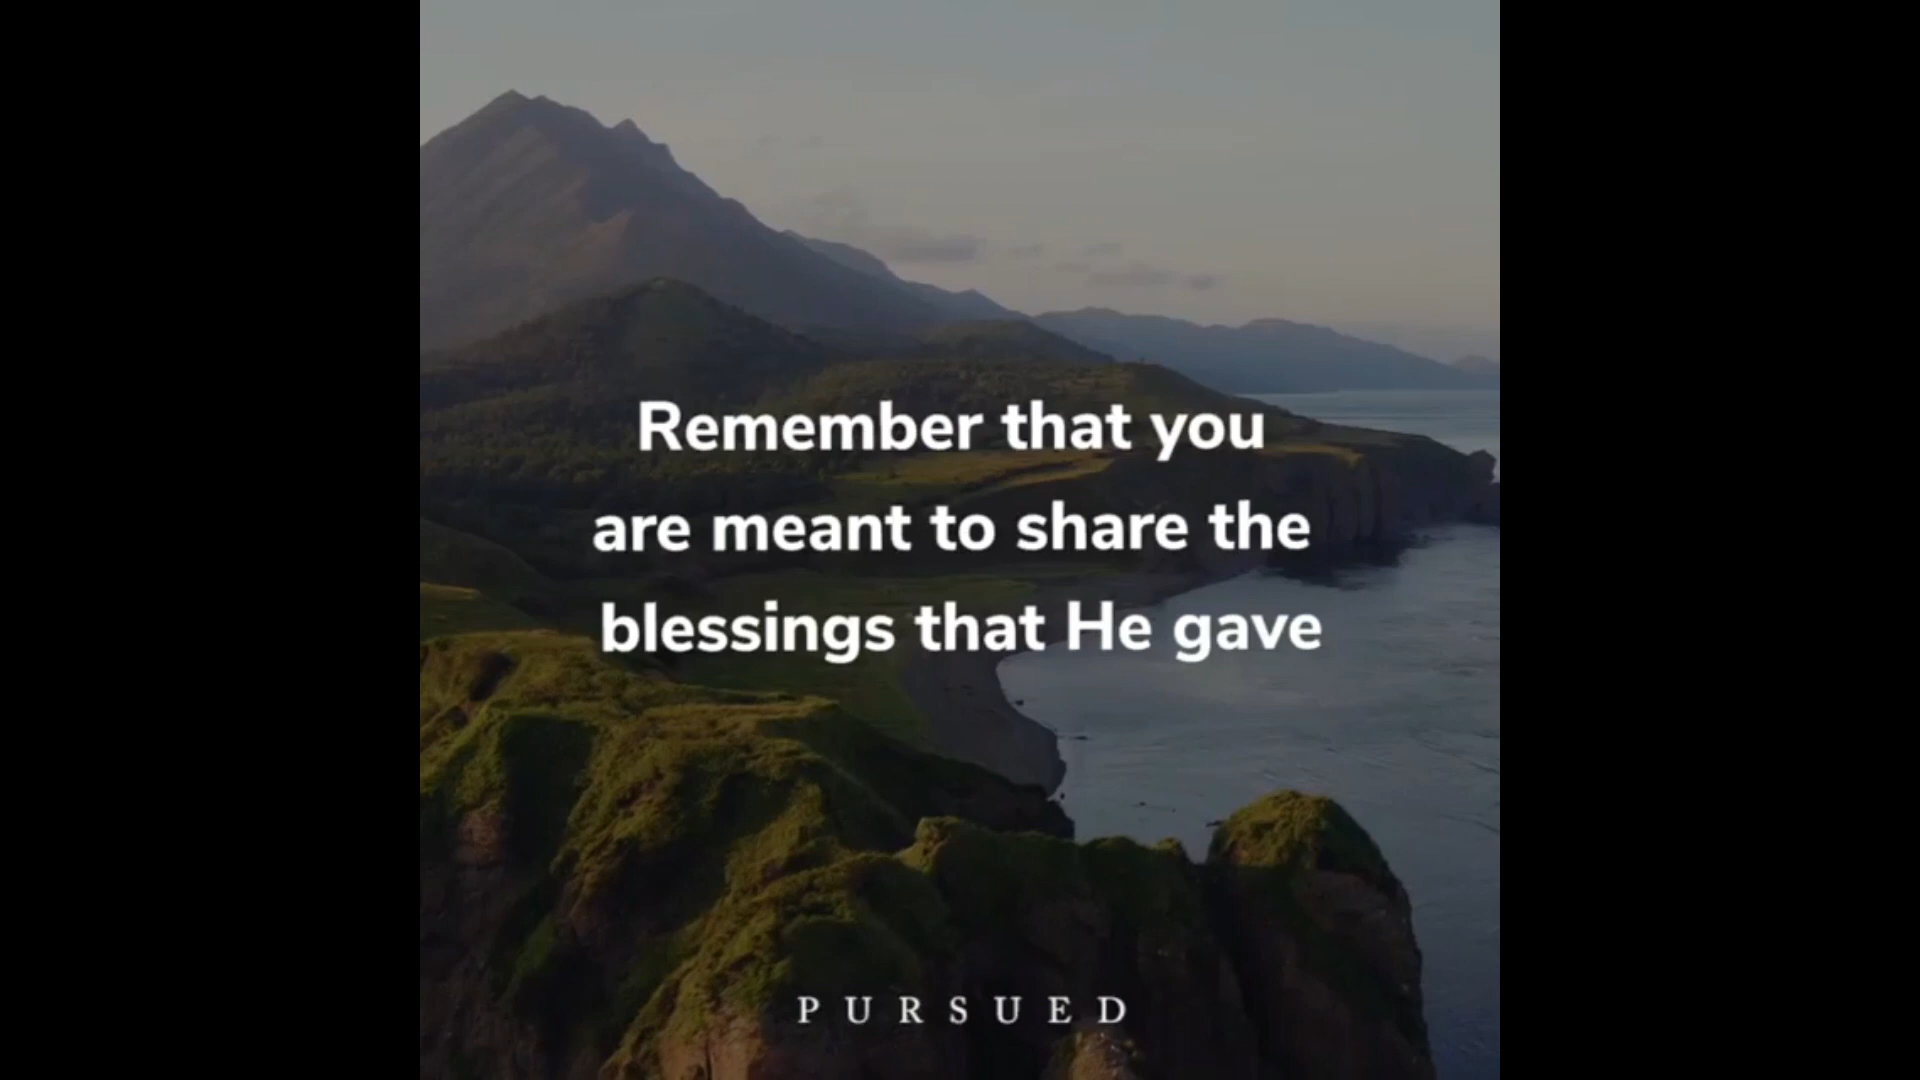 Remember that you
are meant to share the
blessings that He gave
PURSUED